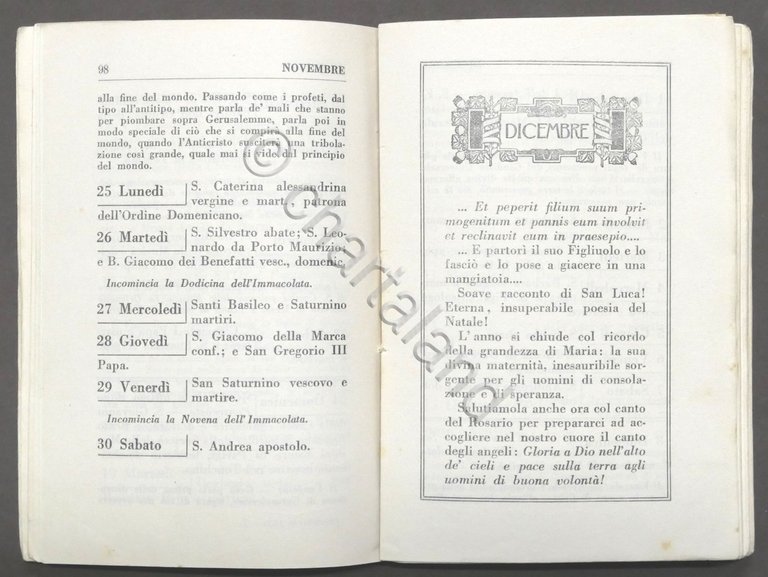 98 NOVEMBRE
alla fine del mondo. Passando come i profeti, dal
tipo all'antitipo, mentre parla de' mali che stanno
per piombare sopra Gerusalemme, parla poi in
modo speciale di ciò che si compirà alla fine del
mondo, quando l'Anticristo susciterà una tribo-
lazione così grande, quale mai si vide dal principio
del mondo.
25 Lunedì S. Caterina alessandrina
vergine e mart., patrona
dell'Ordine Domenicano.
26 Martedì S. Silvestro abate; S. Leo-
nardo da Porto Maurizio;
e B. Giacomo dei Benefatti vesc., domenic.
Incomincia la Dodicina dell'Immacolata.
27 Mercoledì Santi Basileo e Saturnino
martiri.
28 Giovedì S. Giacomo della Marca
conf.; e San Gregorio III
Papa.
29 Venerdì San Saturnino vescovo e
martire.
Incomincia la Novena dell'Immacolata.
30 Sabato S. Andrea apostolo.
DICEMBRE
... Et peperit filium suum pri-
mogenitum et pannis eum involvit
et reclinavit eum in praesepio....
... E partorì il suo Figliuolo e lo
fasciò e lo pose a giacere in una
mangiatoia....
Soave racconto di San Luca!
Eterna, insuperabile poesia del
Natale!
L'anno si chiude col ricordo
della grandezza di Maria: la sua
divina maternità, inesauribile sor-
gente per gli uomini di consola-
zione e di speranza.
Salutiamola anche ora col canto
del Rosario per prepararci ad ac-
cogliere nel nostro cuore il canto
degli angeli: Gloria a Dio nell'alto
de' cieli e pace sulla terra agli
uomini di buona volontà!
© chartaland